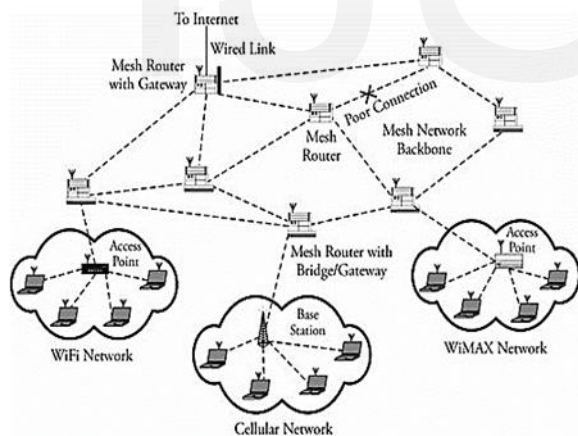 To Internet
Wired Link
Mesh Router
with Gateway
Poor Connection
Mesh
Router
Mesh Network
Backbone
Mesh Router with
Bridge/Gateway
Access
Point
WiFi Network
Base
Station
Cellular Network
Access
Point
WiMAX Network